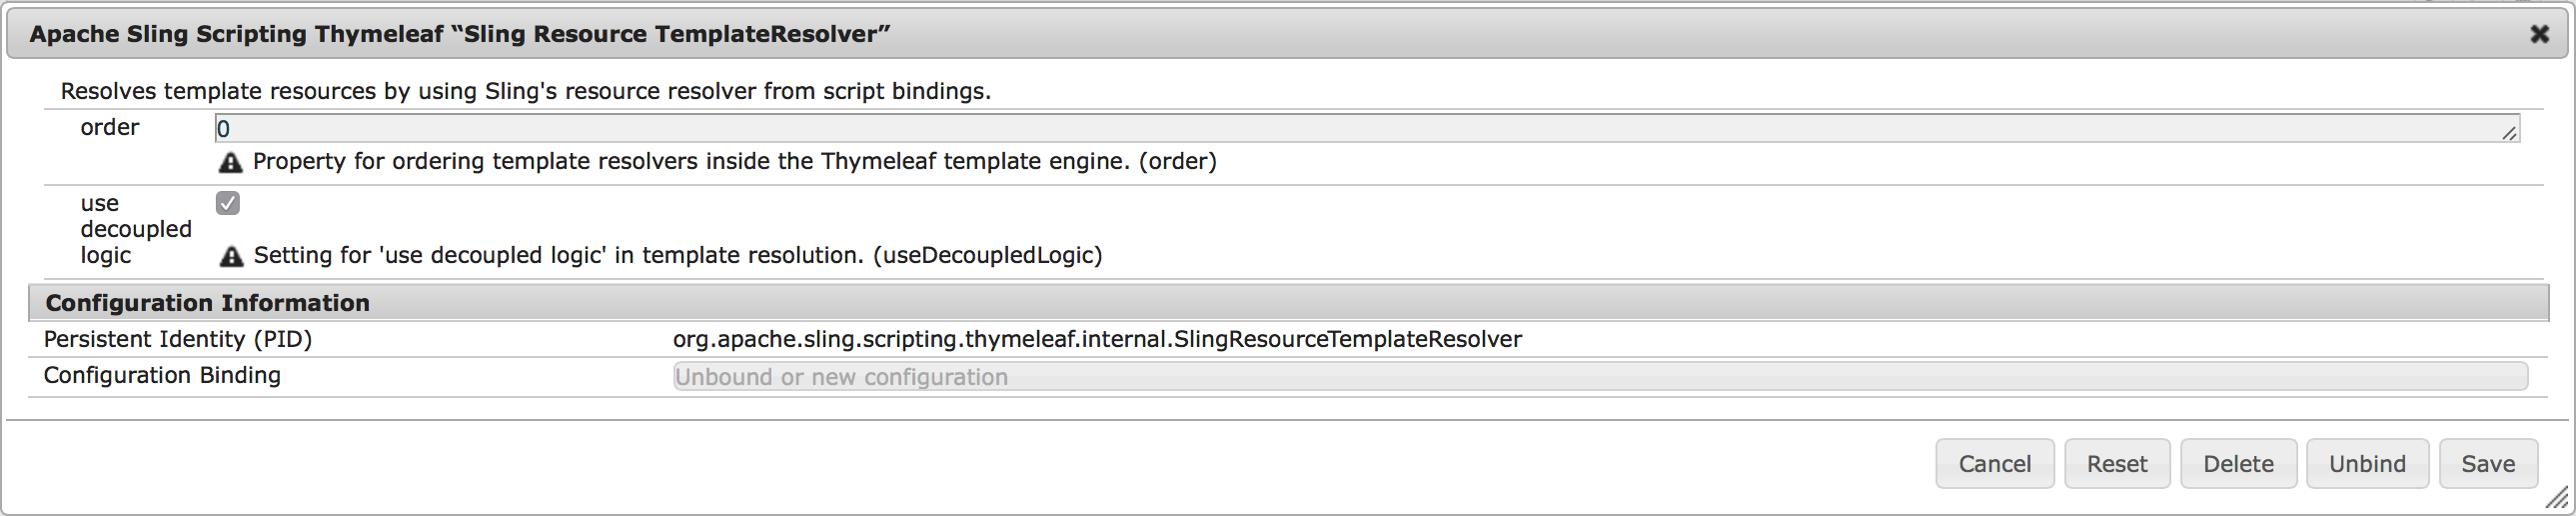 Apache Sling Scripting Thymeleaf “Sling Resource TemplateResolver”
Resolves template resources by using Sling's resource resolver from script bindings.
order
0
Property for ordering template resolvers inside the Thymeleaf template engine. (order)
use
decoupled
logic
Setting for 'use decoupled logic' in template resolution. (useDecoupledLogic)
Configuration Information
Persistent Identity (PID) org.apache.sling.scripting.thymeleaf.internal.SlingResourceTemplateResolver
Configuration Binding Unbound or new configuration
Cancel Reset Delete Unbind Save